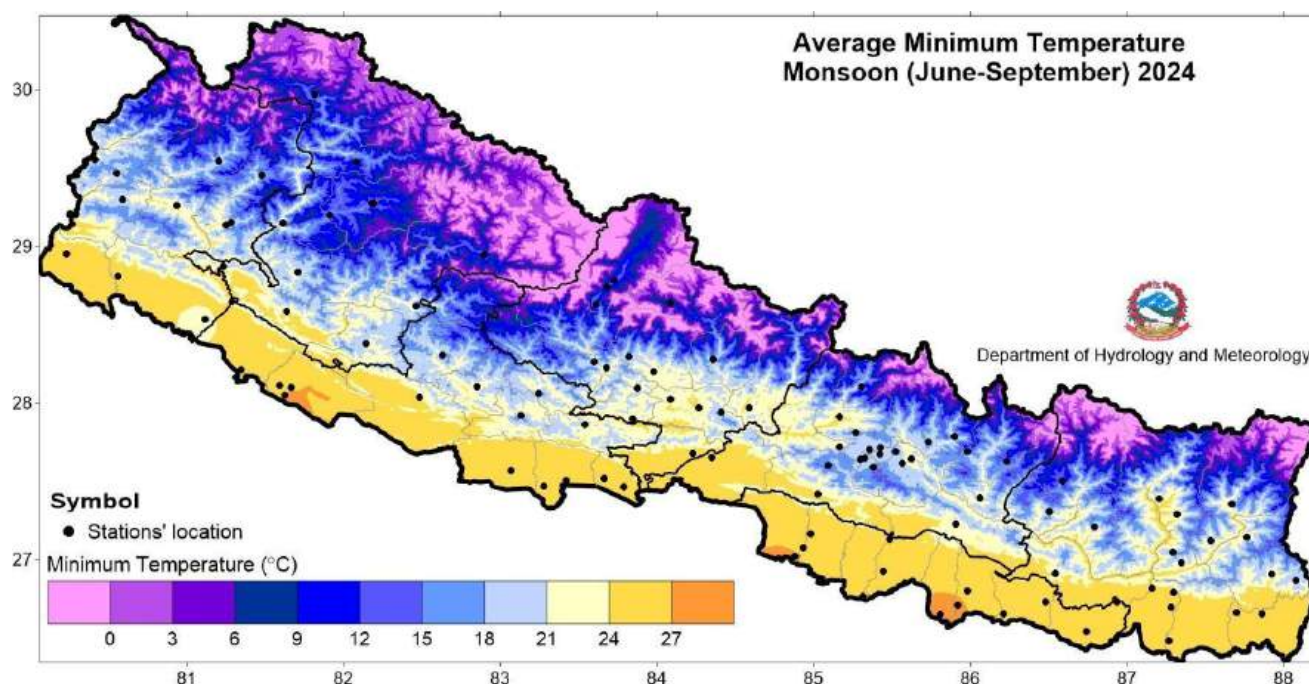 Average Minimum Temperature
Monsoon (June-September) 2024
30
29
28
27
Department of Hydrology and Meteorology
Symbol
Stations' location
Minimum Temperature (°C)
0 3 6 9 12 15 18 21 24 27
81 82 83 84 85 86 87 88